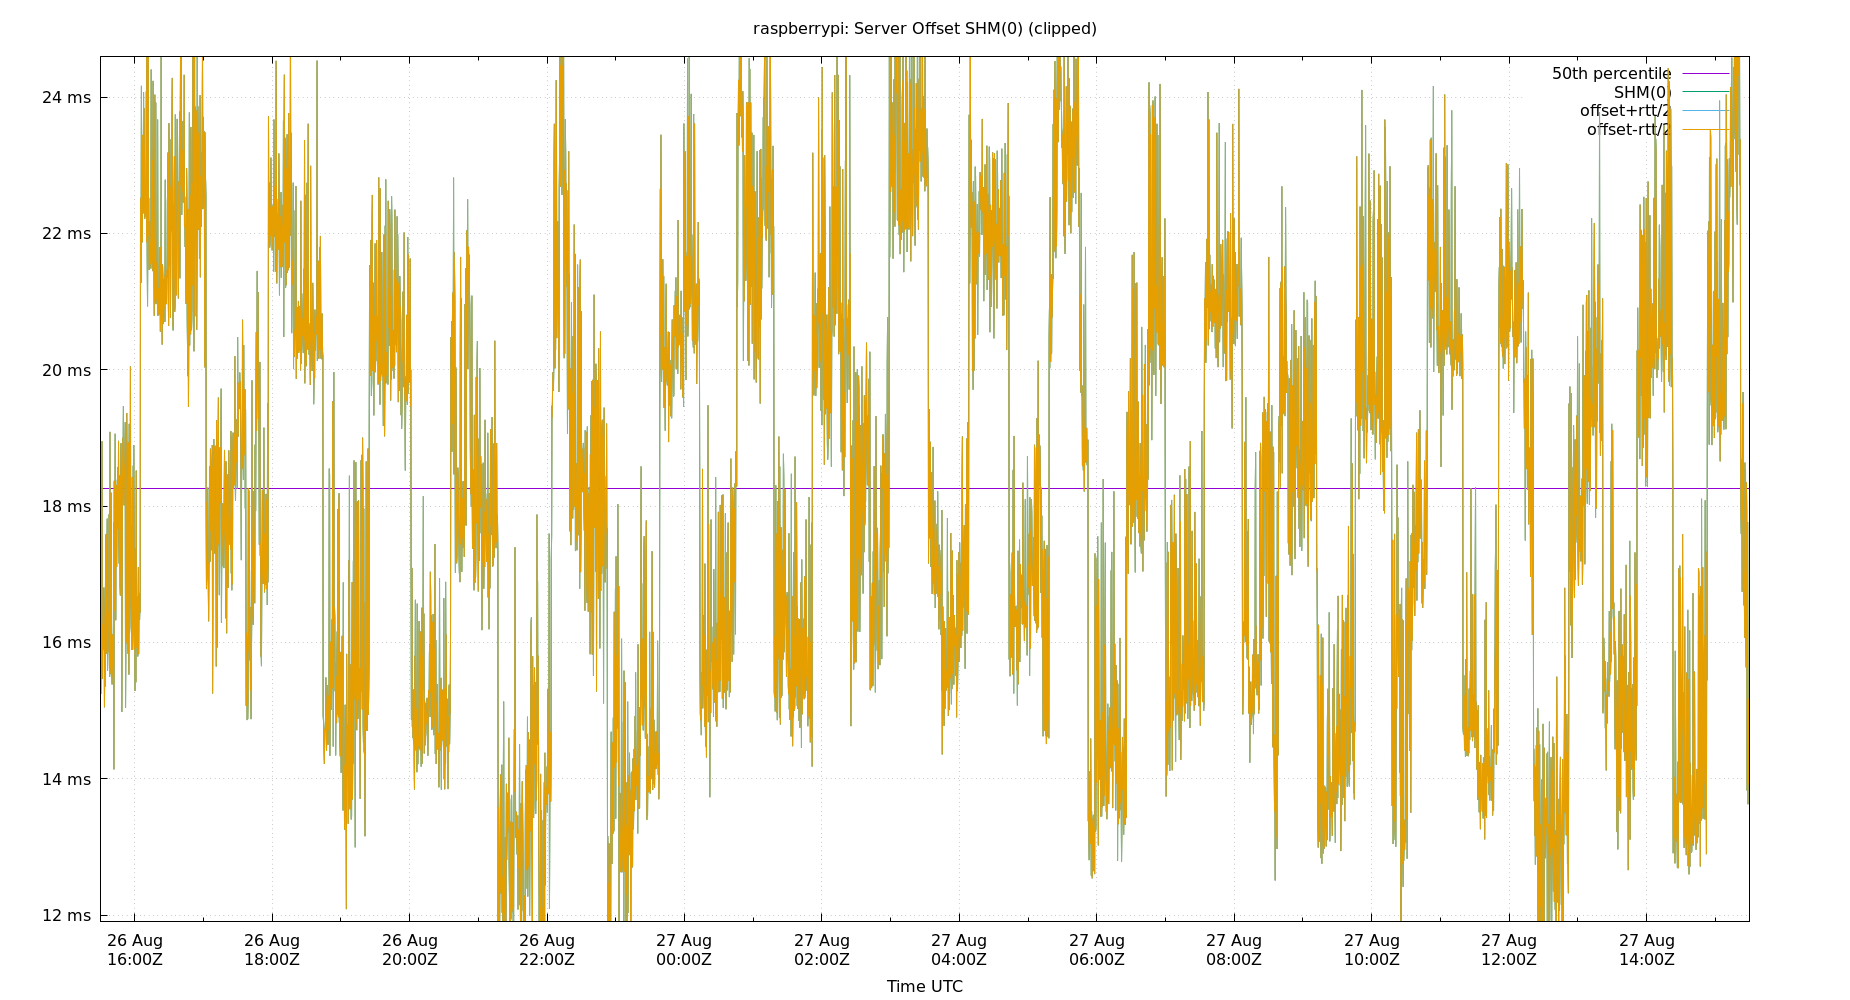 raspberrypi: Server Offset SHM(0) (clipped)
50th percentile
SHM(0)
offset+rtt/2
offset-rtt/2
24 ms
22 ms
20 ms
18 ms
16 ms
14 ms
12 ms
26 Aug 26 Aug 26 Aug 26 Aug 27 Aug 27 Aug 27 Aug 27 Aug 27 Aug 27 Aug 27 Aug 27 Aug
16:00Z 18:00Z 20:00Z 22:00Z 00:00Z 02:00Z 04:00Z 06:00Z 08:00Z 10:00Z 12:00Z 14:00Z
Time UTC